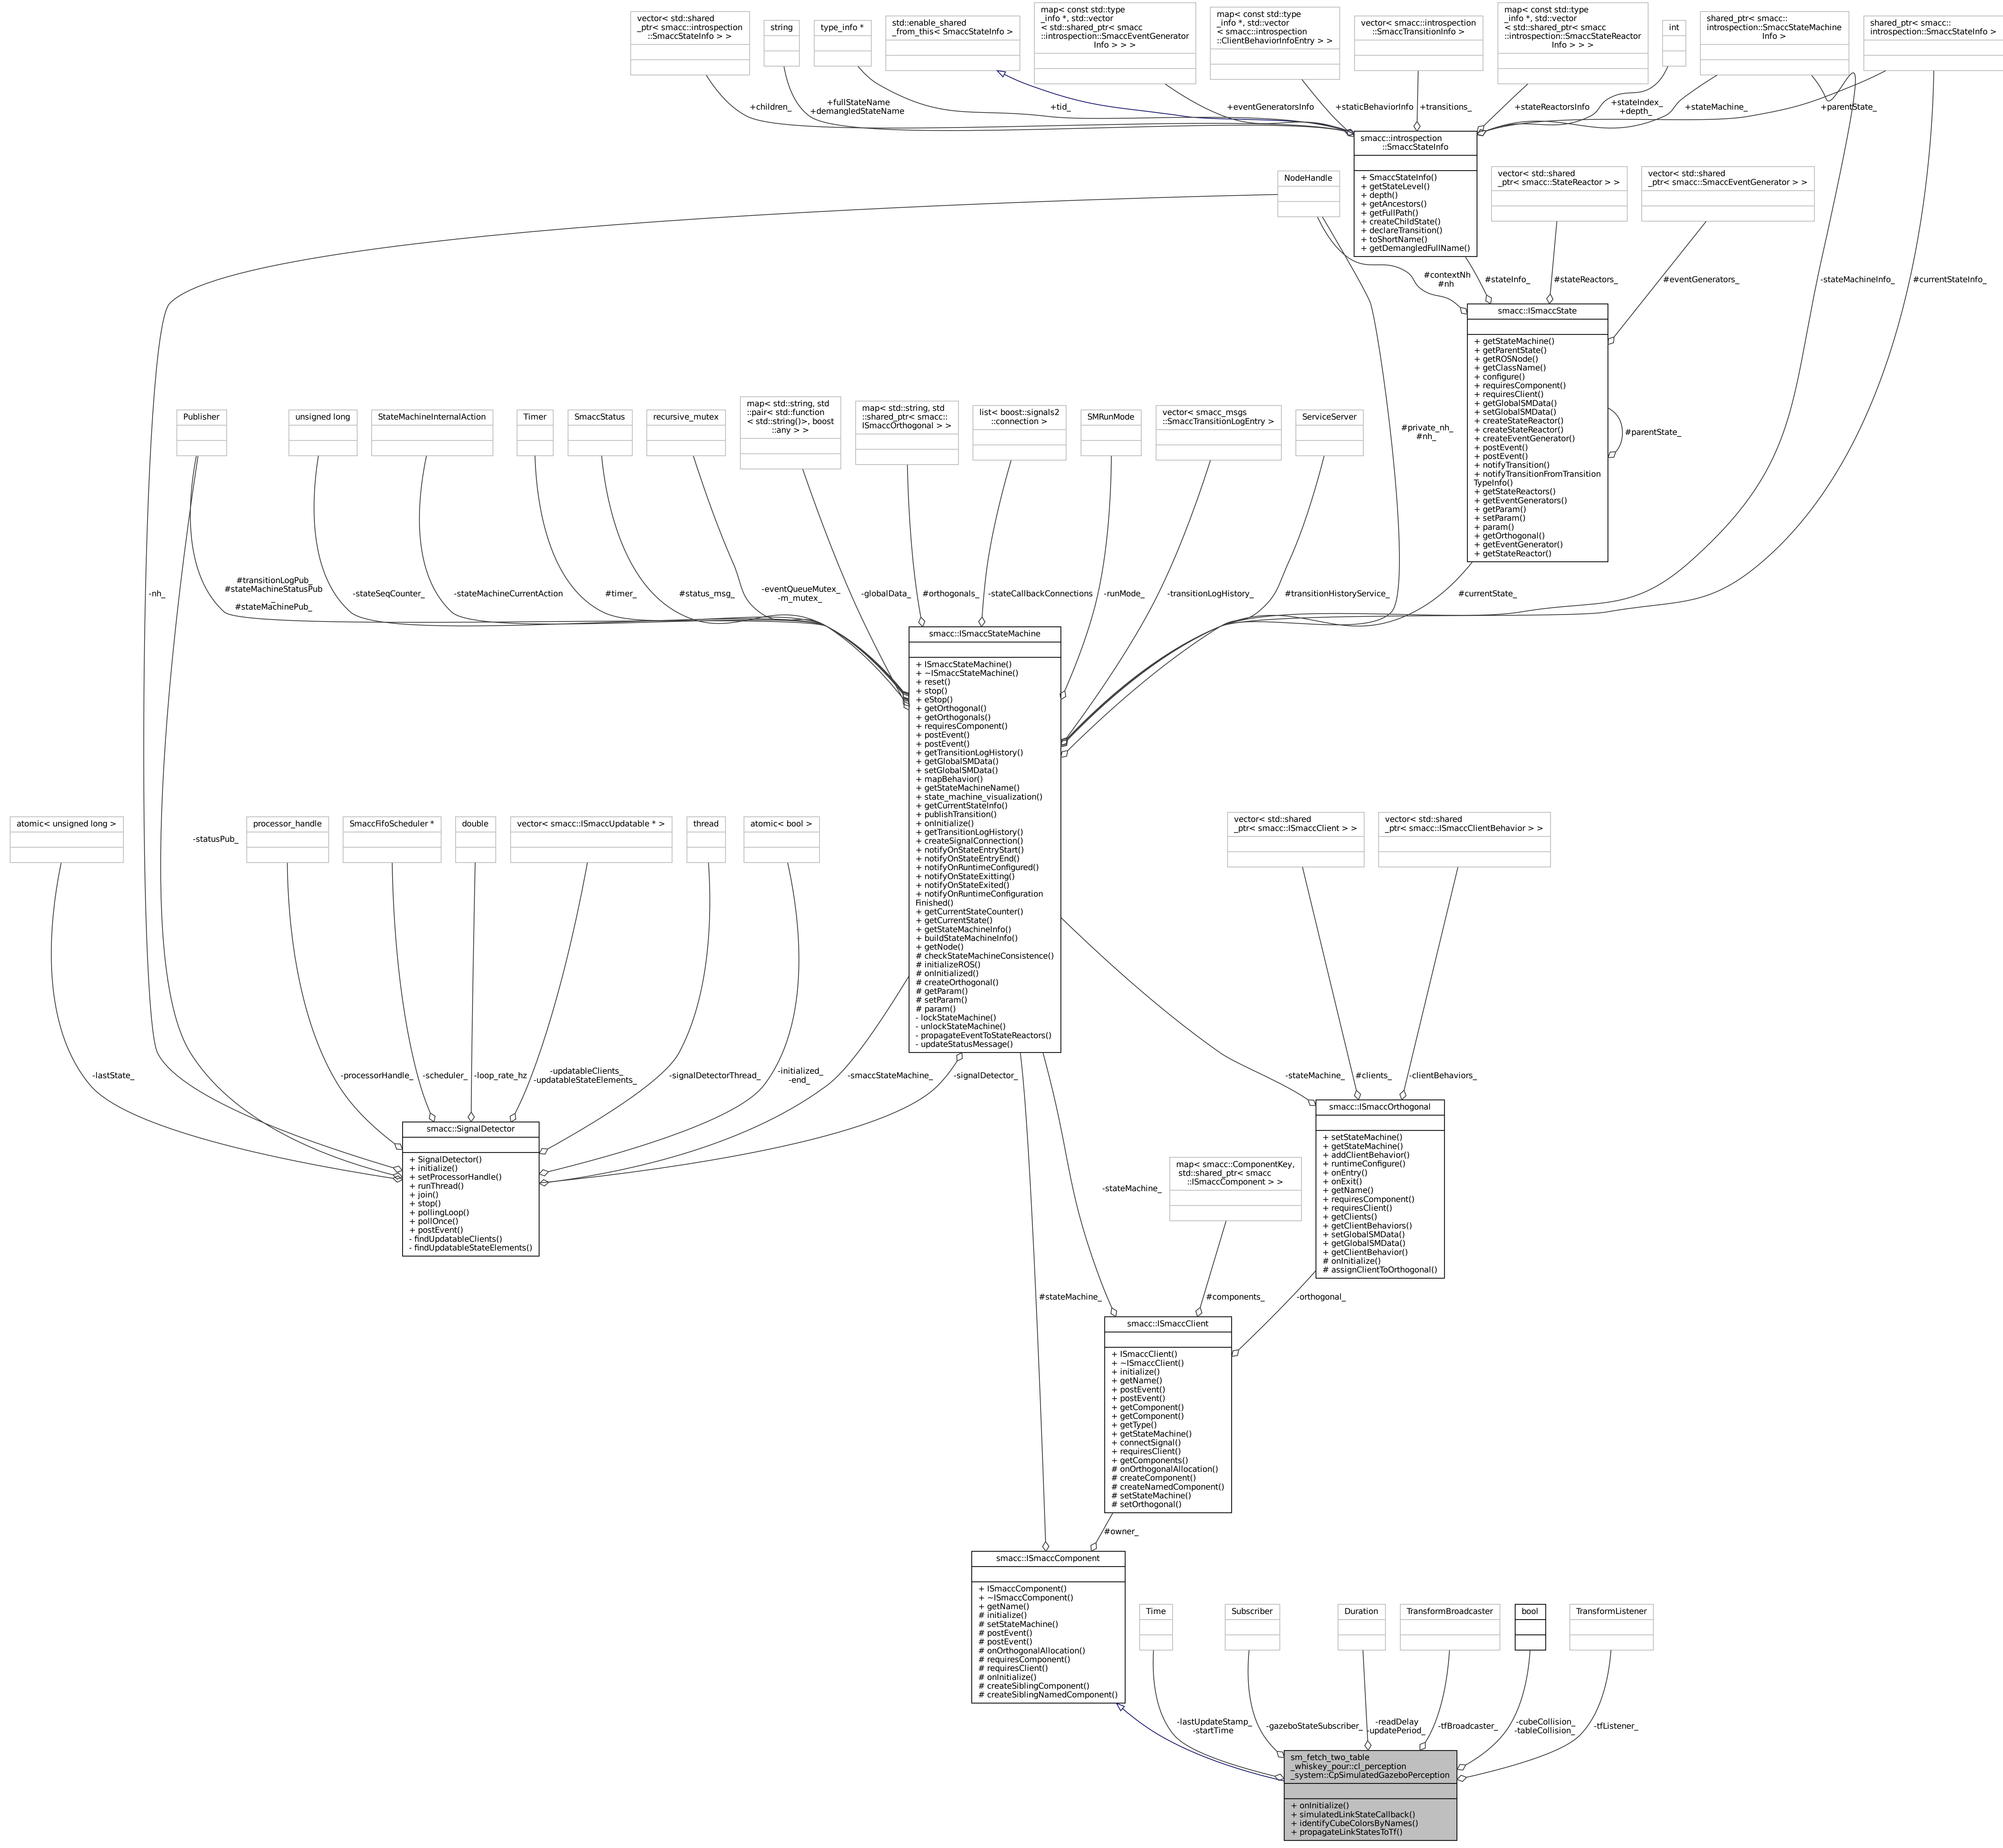 vector< std::shared
_ptr< smacc::introspection
::SmaccStateInfo > >
string
type_info *
std::enable_shared
_from_this< SmaccStateInfo >
map< const std::type
_info *, std::vector
< std::shared_ptr< smacc
::introspection::SmaccEventGenerator
Info > > >
map< const std::type
_info *, std::vector
< smacc::introspection
::ClientBehaviorInfoEntry > >
vector< smacc::introspection
::SmaccTransitionInfo >
map< const std::type
_info *, std::vector
< std::shared_ptr< smacc
::introspection::SmaccStateReactor
Info > > >
int
shared_ptr< smacc::
introspection::SmaccStateMachine
Info >
shared_ptr< smacc::
introspection::SmaccStateInfo >
+children_
+fullStateName
+demangledStateName
+tid_
+eventGeneratorsInfo
+staticBehaviorInfo
+transitions_
+stateReactorsInfo
+stateIndex_
+depth_
+stateMachine_
+parentState_
smacc::introspection
::SmaccStateInfo
+ SmaccStateInfo()
+ getStateLevel()
+ depth()
+ getAncestors()
+ getFullPath()
+ createChildState()
+ declareTransition()
+ toShortName()
+ getDemangledFullName()
NodeHandle
vector< std::shared
_ptr< smacc::StateReactor > >
vector< std::shared
_ptr< smacc::SmaccEventGenerator > >
#contextNh
#nh
#stateInfo_
#stateReactors_
#eventGenerators_
-stateMachineInfo_
#currentStateInfo_
smacc::ISmaccState
+ getStateMachine()
+ getParentState()
+ getROSNode()
+ getClassName()
+ configure()
+ requiresComponent()
+ requiresClient()
+ getGlobalSMData()
+ setGlobalSMData()
+ createStateReactor()
+ createStateReactor()
+ createEventGenerator()
+ postEvent()
+ postEvent()
+ notifyTransition()
+ notifyTransitionFromTransition
TypeInfo()
+ getStateReactors()
+ getEventGenerators()
+ getParam()
+ setParam()
+ param()
+ getOrthogonal()
+ getEventGenerator()
+ getStateReactor()
#parentState_
Publisher
unsigned long
StateMachineInternalAction
Timer
SmaccStatus
recursive_mutex
map< std::string, std
::pair< std::function
< std::string()>, boost
::any > >
map< std::string, std
::shared_ptr< smacc::
ISmaccOrthogonal > >
list< boost::signals2
::connection >
SMRunMode
vector< smacc_msgs
::SmaccTransitionLogEntry >
ServiceServer
#private_nh_
#nh_
-nh_
#transitionLogPub_
#stateMachineStatusPub
_
#stateMachinePub_
-stateSeqCounter_
-stateMachineCurrentAction
#timer_
#status_msg_
-eventQueueMutex_
-m_mutex_
-globalData_
#orthogonals_
-stateCallbackConnections
-runMode_
-transitionLogHistory_
#transitionHistoryService_
#currentState_
smacc::ISmaccStateMachine
+ ISmaccStateMachine()
+ ~ISmaccStateMachine()
+ reset()
+ stop()
+ eStop()
+ getOrthogonal()
+ getOrthogonals()
+ requiresComponent()
+ postEvent()
+ postEvent()
+ getTransitionLogHistory()
+ getGlobalSMData()
+ setGlobalSMData()
+ mapBehavior()
+ getStateMachineName()
+ state_machine_visualization()
+ getCurrentStateInfo()
+ publishTransition()
+ onInitialize()
+ getTransitionLogHistory()
+ createSignalConnection()
+ notifyOnStateEntryStart()
+ notifyOnStateEntryEnd()
+ notifyOnRuntimeConfigured()
+ notifyOnStateExitting()
+ notifyOnStateExited()
+ notifyOnRuntimeConfiguration
Finished()
+ getCurrentStateCounter()
+ getCurrentState()
+ getStateMachineInfo()
+ buildStateMachineInfo()
+ getNode()
# checkStateMachineConsistence()
# initializeROS()
# onInitialized()
# createOrthogonal()
# getParam()
# setParam()
# param()
- lockStateMachine()
- unlockStateMachine()
- propagateEventToStateReactors()
- updateStatusMessage()
atomic< unsigned long >
-statusPub_
processor_handle
SmaccFifoScheduler *
double
vector< smacc::ISmaccUpdatable * >
thread
atomic< bool >
vector< std::shared
_ptr< smacc::ISmaccClient > >
vector< std::shared
_ptr< smacc::ISmaccClientBehavior > >
-lastState_
-processorHandle_
-scheduler_
-loop_rate_hz
-updatableClients_
-updatableStateElements_
-signalDetectorThread_
-initialized_
-end_
-smaccStateMachine_
-signalDetector_
-stateMachine_
#clients_
-clientBehaviors_
smacc::SignalDetector
+ SignalDetector()
+ initialize()
+ setProcessorHandle()
+ runThread()
+ join()
+ stop()
+ pollingLoop()
+ pollOnce()
+ postEvent()
- findUpdatableClients()
- findUpdatableStateElements()
smacc::ISmaccOrthogonal
+ setStateMachine()
+ getStateMachine()
+ addClientBehavior()
+ runtimeConfigure()
+ onEntry()
+ onExit()
+ getName()
+ requiresComponent()
+ requiresClient()
+ getClients()
+ getClientBehaviors()
+ setGlobalSMData()
+ getGlobalSMData()
+ getClientBehavior()
# onInitialize()
# assignClientToOrthogonal()
-stateMachine_
map< smacc::ComponentKey,
std::shared_ptr< smacc
::ISmaccComponent > >
#stateMachine_
#components_
-orthogonal_
smacc::ISmaccClient
+ ISmaccClient()
+ ~ISmaccClient()
+ initialize()
+ getName()
+ postEvent()
+ postEvent()
+ getComponent()
+ getComponent()
+ getType()
+ getStateMachine()
+ connectSignal()
+ requiresClient()
+ getComponents()
# onOrthogonalAllocation()
# createComponent()
# createNamedComponent()
# setStateMachine()
# setOrthogonal()
#owner_
smacc::ISmaccComponent
+ ISmaccComponent()
+ ~ISmaccComponent()
+ getName()
# initialize()
# setStateMachine()
# postEvent()
# postEvent()
# onOrthogonalAllocation()
# requiresComponent()
# requiresClient()
# onInitialize()
# createSiblingComponent()
# createSiblingNamedComponent()
Time
Subscriber
Duration
TransformBroadcaster
bool
TransformListener
-lastUpdateStamp_
-startTime
-gazeboStateSubscriber_
-readDelay
-updatePeriod_
-tfBroadcaster_
-cubeCollision_
-tableCollision_
-tfListener_
sm_fetch_two_table
_whiskey_pour::cl_perception
_system::CpSimulatedGazeboPerception
+ onInitialize()
+ simulatedLinkStateCallback()
+ identifyCubeColorsByNames()
+ propagateLinkStatesToTf()